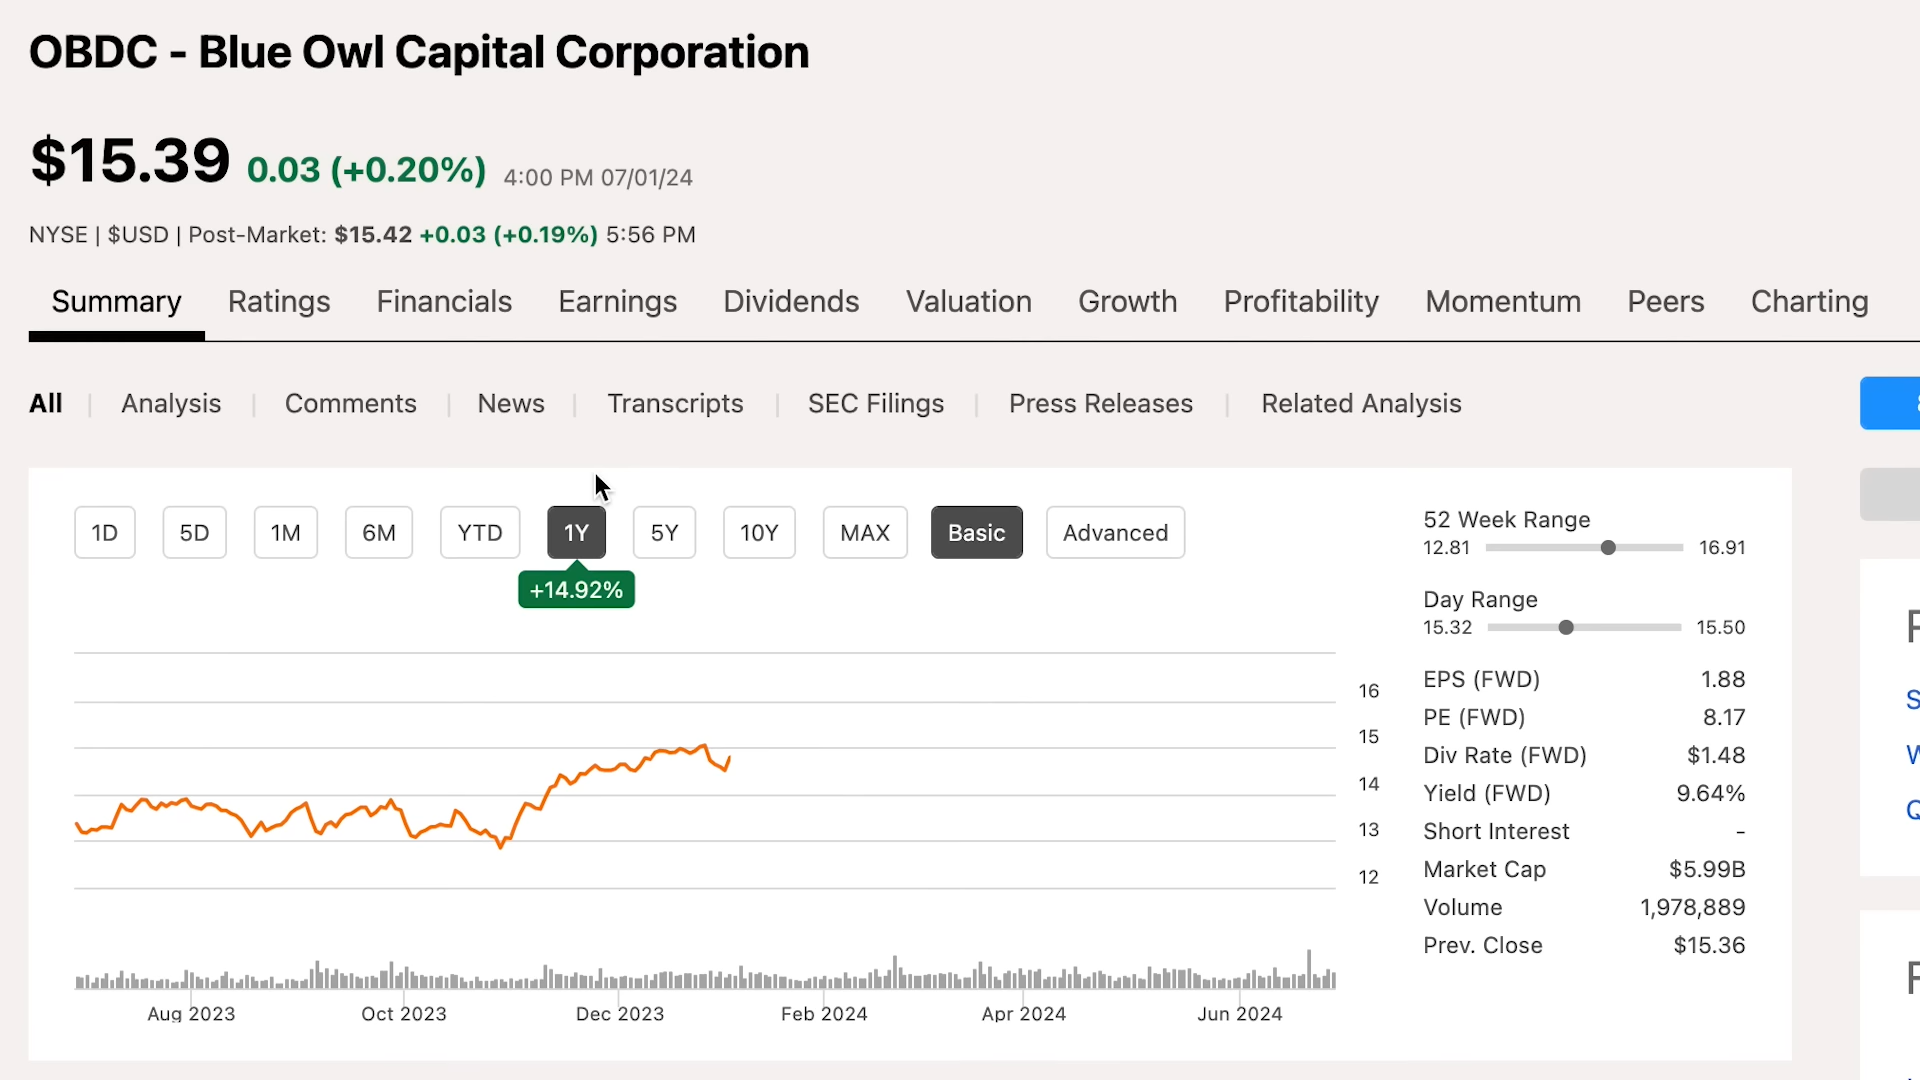 OBDC - Blue Owl Capital Corporation
$15.39 0.03 (+0.20%) 4:00 PM 07/01/24
NYSE | $USD | Post-Market: $15.42 +0.03 (+0.19%) 5:56 PM
Summary Ratings Financials Earnings Dividends Valuation Growth Profitability Momentum Peers Charting
All | Analysis | Comments | News | Transcripts | SEC Filings | Press Releases | Related Analysis
1D 5D 1M 6M YTD 1Y 5Y 10Y MAX Basic Advanced
+14.92%
16
15
14
13
12
Aug 2023 Oct 2023 Dec 2023 Feb 2024 Apr 2024 Jun 2024
52 Week Range
12.81 16.91
Day Range
15.32 15.50
EPS (FWD) 1.88
PE (FWD) 8.17
Div Rate (FWD) $1.48
Yield (FWD) 9.64%
Short Interest -
Market Cap $5.99B
Volume 1,978,889
Prev. Close $15.36